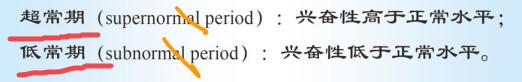 超常期（supernormal period）：兴奋性高于正常水平；
低常期（subnormal period）：兴奋性低于正常水平。